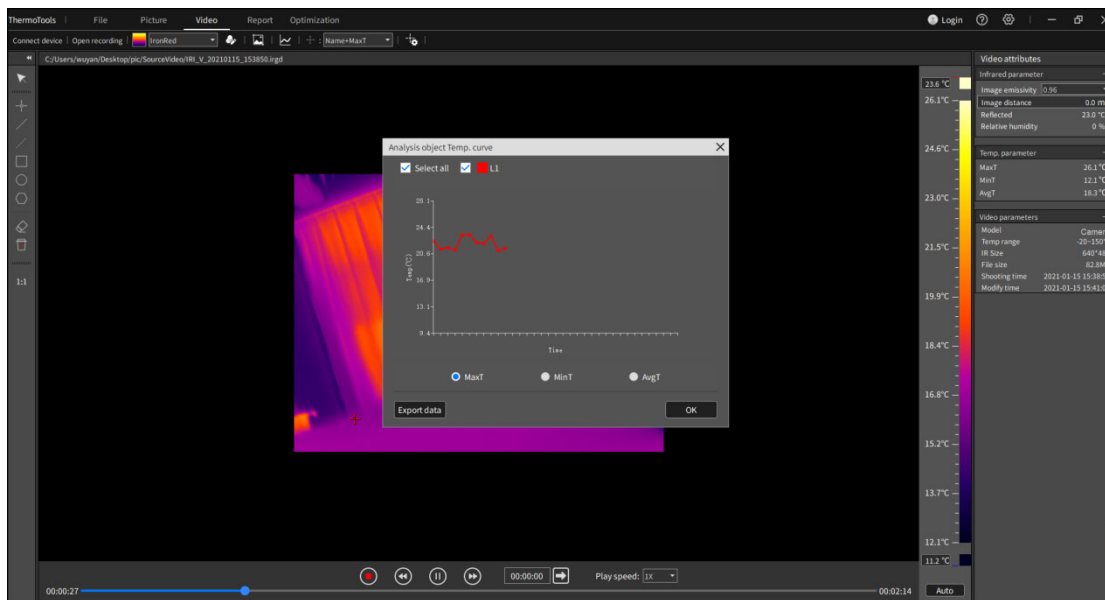 ThermoTools File Picture Video Report Optimization Login
Connect device Open recording IronRed Name+MaxT
C:/Users/wuyan/Desktop/pic/SourceVideo/IRI_V_20210115_153850.irgd
1:1
Analysis object Temp. curve
Select all L1
28.1
24.4
20.6
16.9
13.1
9.4
Temp(℃)
Time
MaxT MinT AvgT
Export data OK
23.6 ℃
26.1℃
24.6℃
23.0℃
21.5℃
19.9℃
18.4℃
16.8℃
15.2℃
13.7℃
12.1℃
11.2 ℃
Auto
Video attributes
Infrared parameter
Image emissivity 0.96
Image distance 0.0 m
Reflected 23.0 ℃
Relative humidity 0 %
Temp. parameter
MaxT 26.1 ℃
MinT 12.1 ℃
AvgT 18.3 ℃
Video parameters
Model Camer
Temp range -20~150
IR Size 640*48
File size 82.8M
Shooting time 2021-01-15 15:38:5
Modify time 2021-01-15 15:41:0
00:00:00 Play speed: 1X
00:00:27 00:02:14